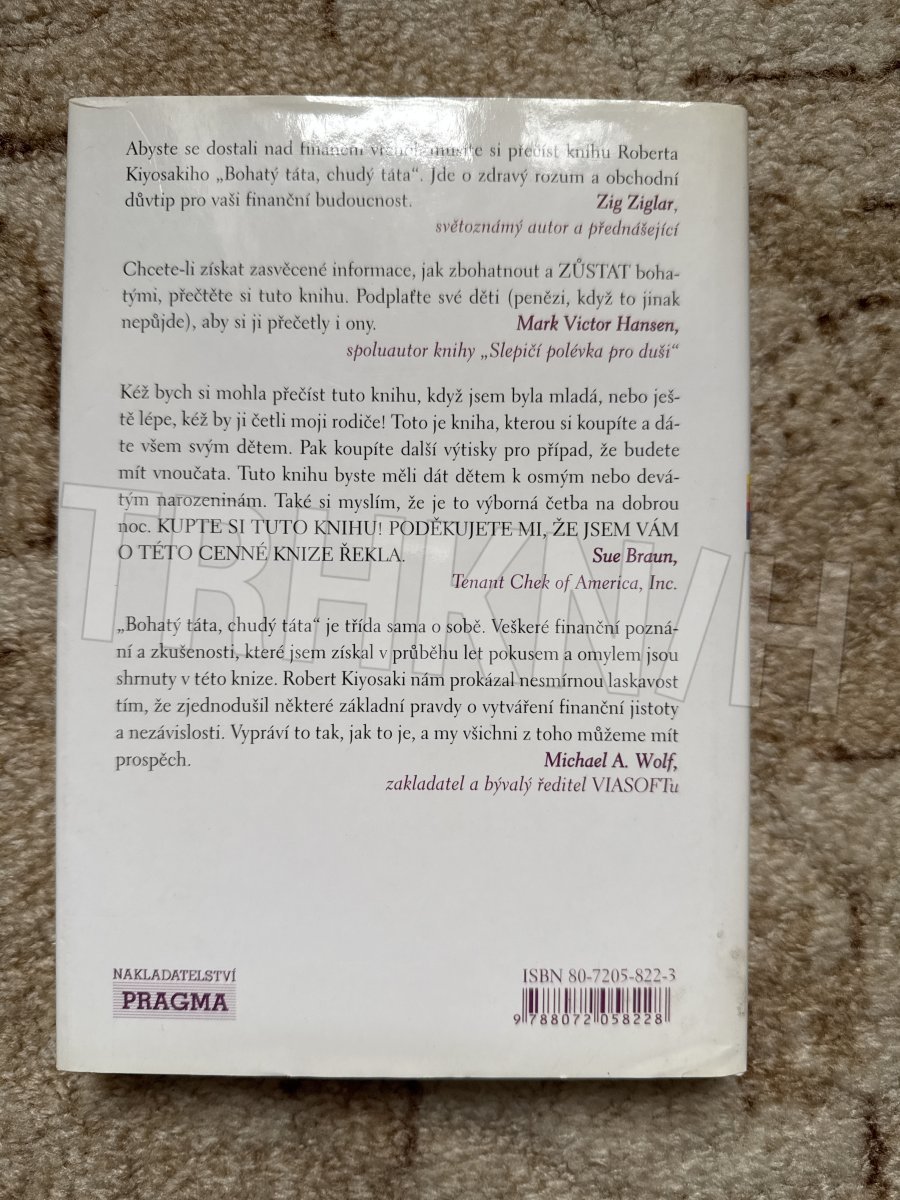 Abyste se dostali nad finanční vrchol, musíte si přečíst knihu Roberta
Kiyosakiho „Bohatý táta, chudý táta“. Jde o zdravý rozum a obchodní
důvtip pro vaši finanční budoucnost. Zig Ziglar,
světoznámý autor a přednášející
Chcete-li získat zasvěcené informace, jak zbohatnout a ZŮSTAT boha-
tými, přečtěte si tuto knihu. Podplaťte své děti (penězi, když to jinak
nepůjde), aby si ji přečetly i ony. Mark Victor Hansen,
spoluautor knihy „Slepičí polévka pro duši“
Kéž bych si mohla přečíst tuto knihu, když jsem byla mladá, nebo ješ-
tě lépe, kéž by ji četli moji rodiče! Toto je kniha, kterou si koupíte a dá-
te všem svým dětem. Pak koupíte další výtisky pro případ, že budete
mít vnoučata. Tuto knihu byste měli dát dětem k osmým nebo devá-
tým narozeninám. Také si myslím, že je to výborná četba na dobrou
noc. KUPTE SI TUTO KNIHU! PODĚKUJETE MI, ŽE JSEM VÁM
O TÉTO CENNÉ KNIZE ŘEKLA. Sue Braun,
Tenant Chek of America, Inc.
„Bohatý táta, chudý táta“ je třída sama o sobě. Veškeré finanční pozná-
ní a zkušenosti, které jsem získal v průběhu let pokusem a omylem jsou
shrnuty v této knize. Robert Kiyosaki nám prokázal nesmírnou laskavost
tím, že zjednodušil některé základní pravdy o vytváření finanční jistoty
a nezávislosti. Vypráví to tak, jak to je, a my všichni z toho můžeme mít
prospěch. Michael A. Wolf,
zakladatel a bývalý ředitel VIASOFTu
NAKLADATELSTVÍ
PRAGMA
ISBN 80-7205-822-3
9 788072 058228
TRHKNIH